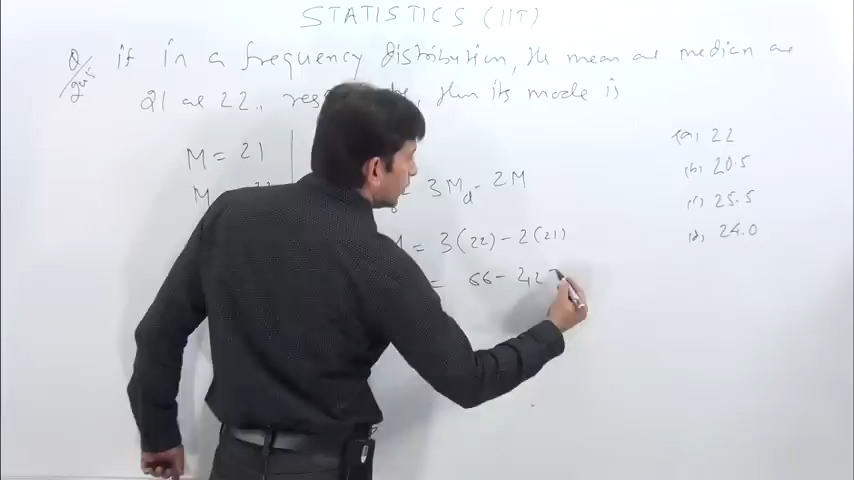 STATISTICS (IIT)
Q/ques if in a frequency distribution, the mean and median are
21 and 22, then its mode is
M = 21
M
3Md - 2M
= 3(22) - 2(21)
= 66 - 42
(a), 22
(b), 20.5
(c), 25.5
(d), 24.0